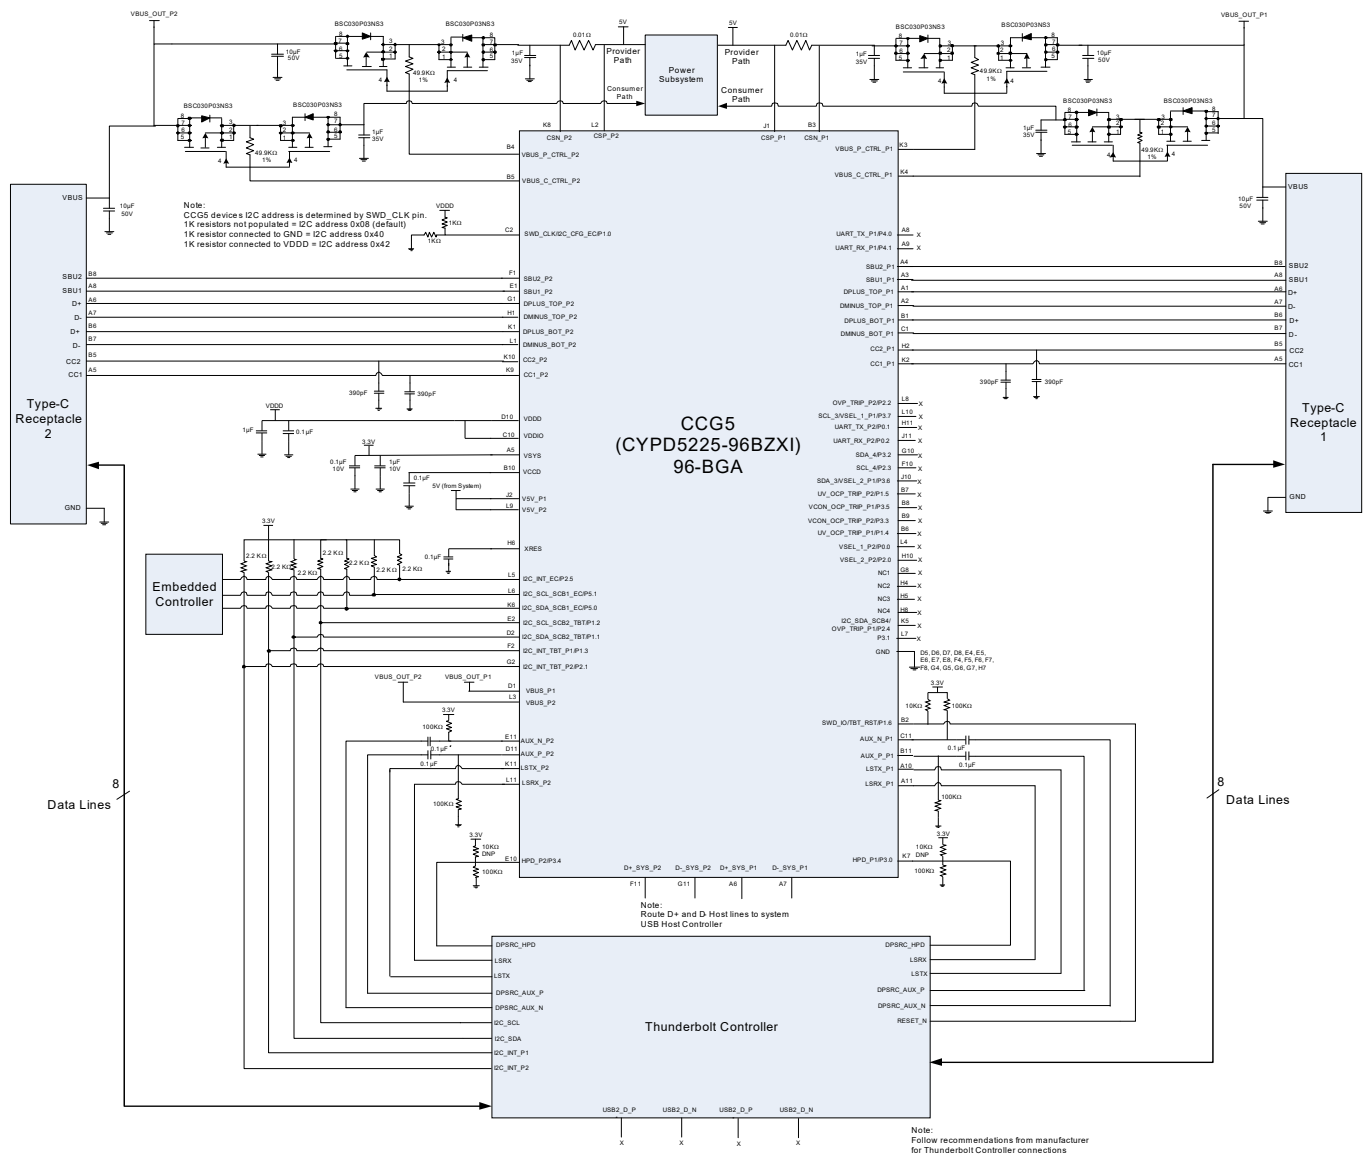 VBUS_OUT_P2
BSC030P03NS3
BSC030P03NS3
5V
5V
BSC030P03NS3
BSC030P03NS3
VBUS_OUT_P1
0.01Ω
0.01Ω
10µF
50V
1µF
35V
Provider
Path
Power
Subsystem
Provider
Path
1µF
35V
10µF
50V
49.9KΩ
1%
49.9KΩ
1%
Consumer
Path
Consumer
Path
BSC030P03NS3
BSC030P03NS3
BSC030P03NS3
BSC030P03NS3
49.9KΩ
1%
1µF
35V
1µF
35V
49.9KΩ
1%
K8
CSN_P2
L2
CSP_P2
J1
CSP_P1
B3
CSN_P1
B4
VBUS_P_CTRL_P2
VBUS_P_CTRL_P1
K3
B5
VBUS_C_CTRL_P2
VBUS_C_CTRL_P1
K4
VBUS
10µF
50V
10µF
50V
VBUS
Note:
CCG5 devices I2C address is determined by SWD_CLK pin.
1K resistors not populated = I2C address 0x08 (default)
1K resistor connected to GND = I2C address 0x40
1K resistor connected to VDDD = I2C address 0x42
VDDD
1KΩ
1KΩ
C2
SWD_CLK/I2C_CFG_EC/P1.0
UART_TX_P1/P4.0
A8
X
UART_RX_P1/P4.1
A9
X
SBU2 B8
F1 SBU2_P2
SBU2_P1 A4
B8 SBU2
SBU1 A8
E1 SBU1_P2
SBU1_P1 A3
A8 SBU1
D+ A6
G1 DPLUS_TOP_P2
DPLUS_TOP_P1 A1
A6 D+
D- A7
H1 DMINUS_TOP_P2
DMINUS_TOP_P1 A2
A7 D-
D+ B6
K1 DPLUS_BOT_P2
DPLUS_BOT_P1 B1
B6 D+
D- B7
L1 DMINUS_BOT_P2
DMINUS_BOT_P1 C1
B7 D-
CC2 B5
K10 CC2_P2
CC2_P1 H2
B5 CC2
CC1 A5
K9 CC1_P2
CC1_P1 K2
A5 CC1
390pF
390pF
390pF
390pF
Type-C
Receptacle
2
Type-C
Receptacle
1
CCG5
(CYPD5225-96BZXI)
96-BGA
VDDD
1µF
0.1µF
D10 VDDD
C10 VDDIO
3.3V
A5 VSYS
0.1µF
10V
1µF
10V
B10 VCCD
0.1µF
5V (from System)
J2 V5V_P1
L9 V5V_P2
GND
GND
OVP_TRIP_P2/P2.2 L8 X
SCL_3/VSEL_1_P1/P3.7 L10 X
UART_TX_P2/P0.1 H11 X
UART_RX_P2/P0.2 J11 X
SDA_4/P3.2 G10 X
SCL_4/P2.3 F10 X
SDA_3/VSEL_2_P1/P3.6 J10 X
UV_OCP_TRIP_P2/P1.5 B7 X
VCON_OCP_TRIP_P1/P3.5 B8 X
VCON_OCP_TRIP_P2/P3.3 B9 X
UV_OCP_TRIP_P1/P1.4 B6 X
VSEL_1_P2/P0.0 L4 X
VSEL_2_P2/P2.0 H10 X
NC1 G8 X
NC2 H4 X
NC3 H5 X
NC4 H8 X
I2C_SDA_SCB4/
OVP_TRIP_P1/P2.4 K5 X
P3.1 L7 X
GND
D5, D6, D7, D8, E4, E5,
E6, E7, E8, F4, F5, F6, F7,
F8, G4, G5, G6, G7, H7
3.3V
2.2 KΩ
2.2 KΩ
2.2 KΩ
2.2 KΩ
2.2 KΩ
2.2 KΩ
2.2 KΩ
0.1µF
H6 XRES
Embedded
Controller
L5 I2C_INT_EC/P2.5
L6 I2C_SCL_SCB1_EC/P5.1
K6 I2C_SDA_SCB1_EC/P5.0
E2 I2C_SCL_SCB2_TBT/P1.2
D2 I2C_SDA_SCB2_TBT/P1.1
F2 I2C_INT_TBT_P1/P1.3
G2 I2C_INT_TBT_P2/P2.1
VBUS_OUT_P2
VBUS_OUT_P1
D1 VBUS_P1
L3 VBUS_P2
3.3V
100KΩ
E11 AUX_N_P2
0.1µF
D11 AUX_P_P2
0.1µF
K11 LSTX_P2
L11 LSRX_P2
100KΩ
3.3V
10KΩ
100KΩ
SWD_IO/TBT_RST/P1.6 B2
AUX_N_P1 C11
0.1µF
AUX_P_P1 B11
0.1µF
LSTX_P1 A10
LSRX_P1 A11
100KΩ
8
Data Lines
8
Data Lines
3.3V
10KΩ
DNP
100KΩ
E10 HPD_P2/P3.4
3.3V
10KΩ
DNP
100KΩ
HPD_P1/P3.0 K7
D+_SYS_P2
D-_SYS_P2
D+_SYS_P1
D-_SYS_P1
F11
G11
A6
A7
Note:
Route D+ and D- Host lines to system
USB Host Controller
DPSRC_HPD
LSRX
LSTX
DPSRC_AUX_P
DPSRC_AUX_N
I2C_SCL
I2C_SDA
I2C_INT_P1
I2C_INT_P2
Thunderbolt Controller
DPSRC_HPD
LSRX
LSTX
DPSRC_AUX_P
DPSRC_AUX_N
RESET_N
USB2_D_P
USB2_D_N
USB2_D_P
USB2_D_N
X
X
X
X
Note:
Follow recommendations from manufacturer
for Thunderbolt Controller connections